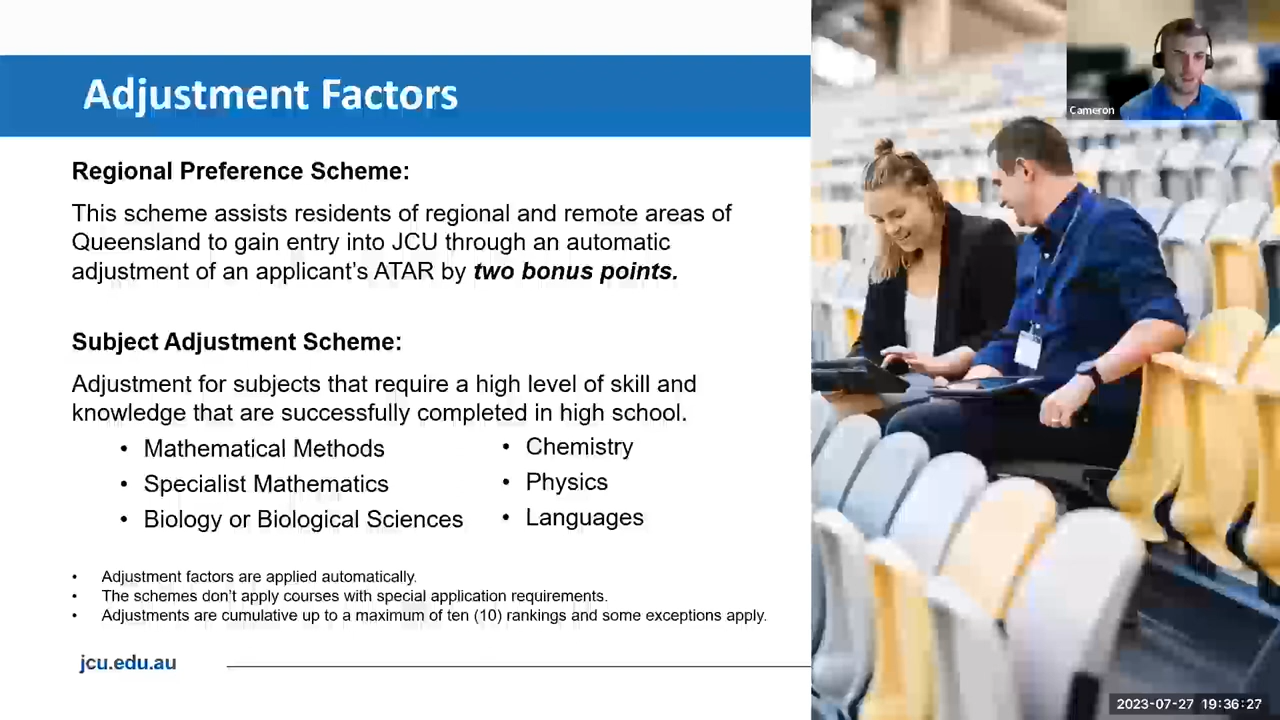 Adjustment Factors
Cameron
Regional Preference Scheme:
This scheme assists residents of regional and remote areas of
Queensland to gain entry into JCU through an automatic
adjustment of an applicant's ATAR by two bonus points.
Subject Adjustment Scheme:
Adjustment for subjects that require a high level of skill and
knowledge that are successfully completed in high school.
• Mathematical Methods
• Specialist Mathematics
• Biology or Biological Sciences
• Chemistry
• Physics
• Languages
• Adjustment factors are applied automatically.
• The schemes don't apply courses with special application requirements.
• Adjustments are cumulative up to a maximum of ten (10) rankings and some exceptions apply.
jcu.edu.au
2023-07-27 19:36:27